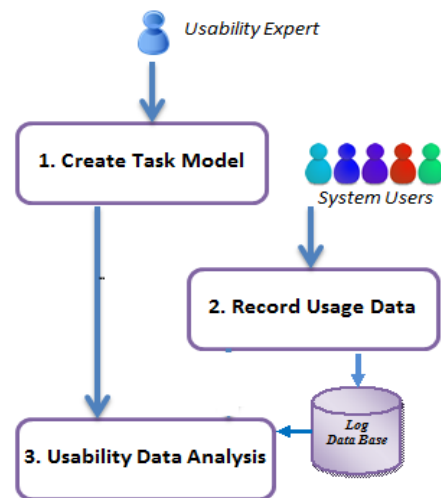 Usability Expert
1. Create Task Model
System Users
2. Record Usage Data
Log
Data Base
3. Usability Data Analysis